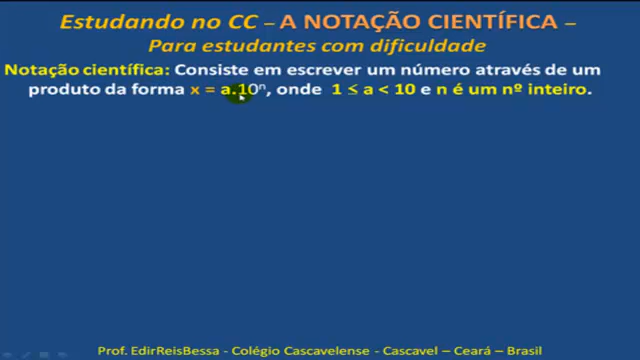 Estudando no CC – A NOTAÇÃO CIENTÍFICA –
Para estudantes com dificuldade
Notação científica: Consiste em escrever um número através de um
produto da forma x = a.10ⁿ, onde 1 ≤ a < 10 e n é um nº inteiro.
Prof. EdirReisBessa - Colégio Cascavelense - Cascavel – Ceará – Brasil